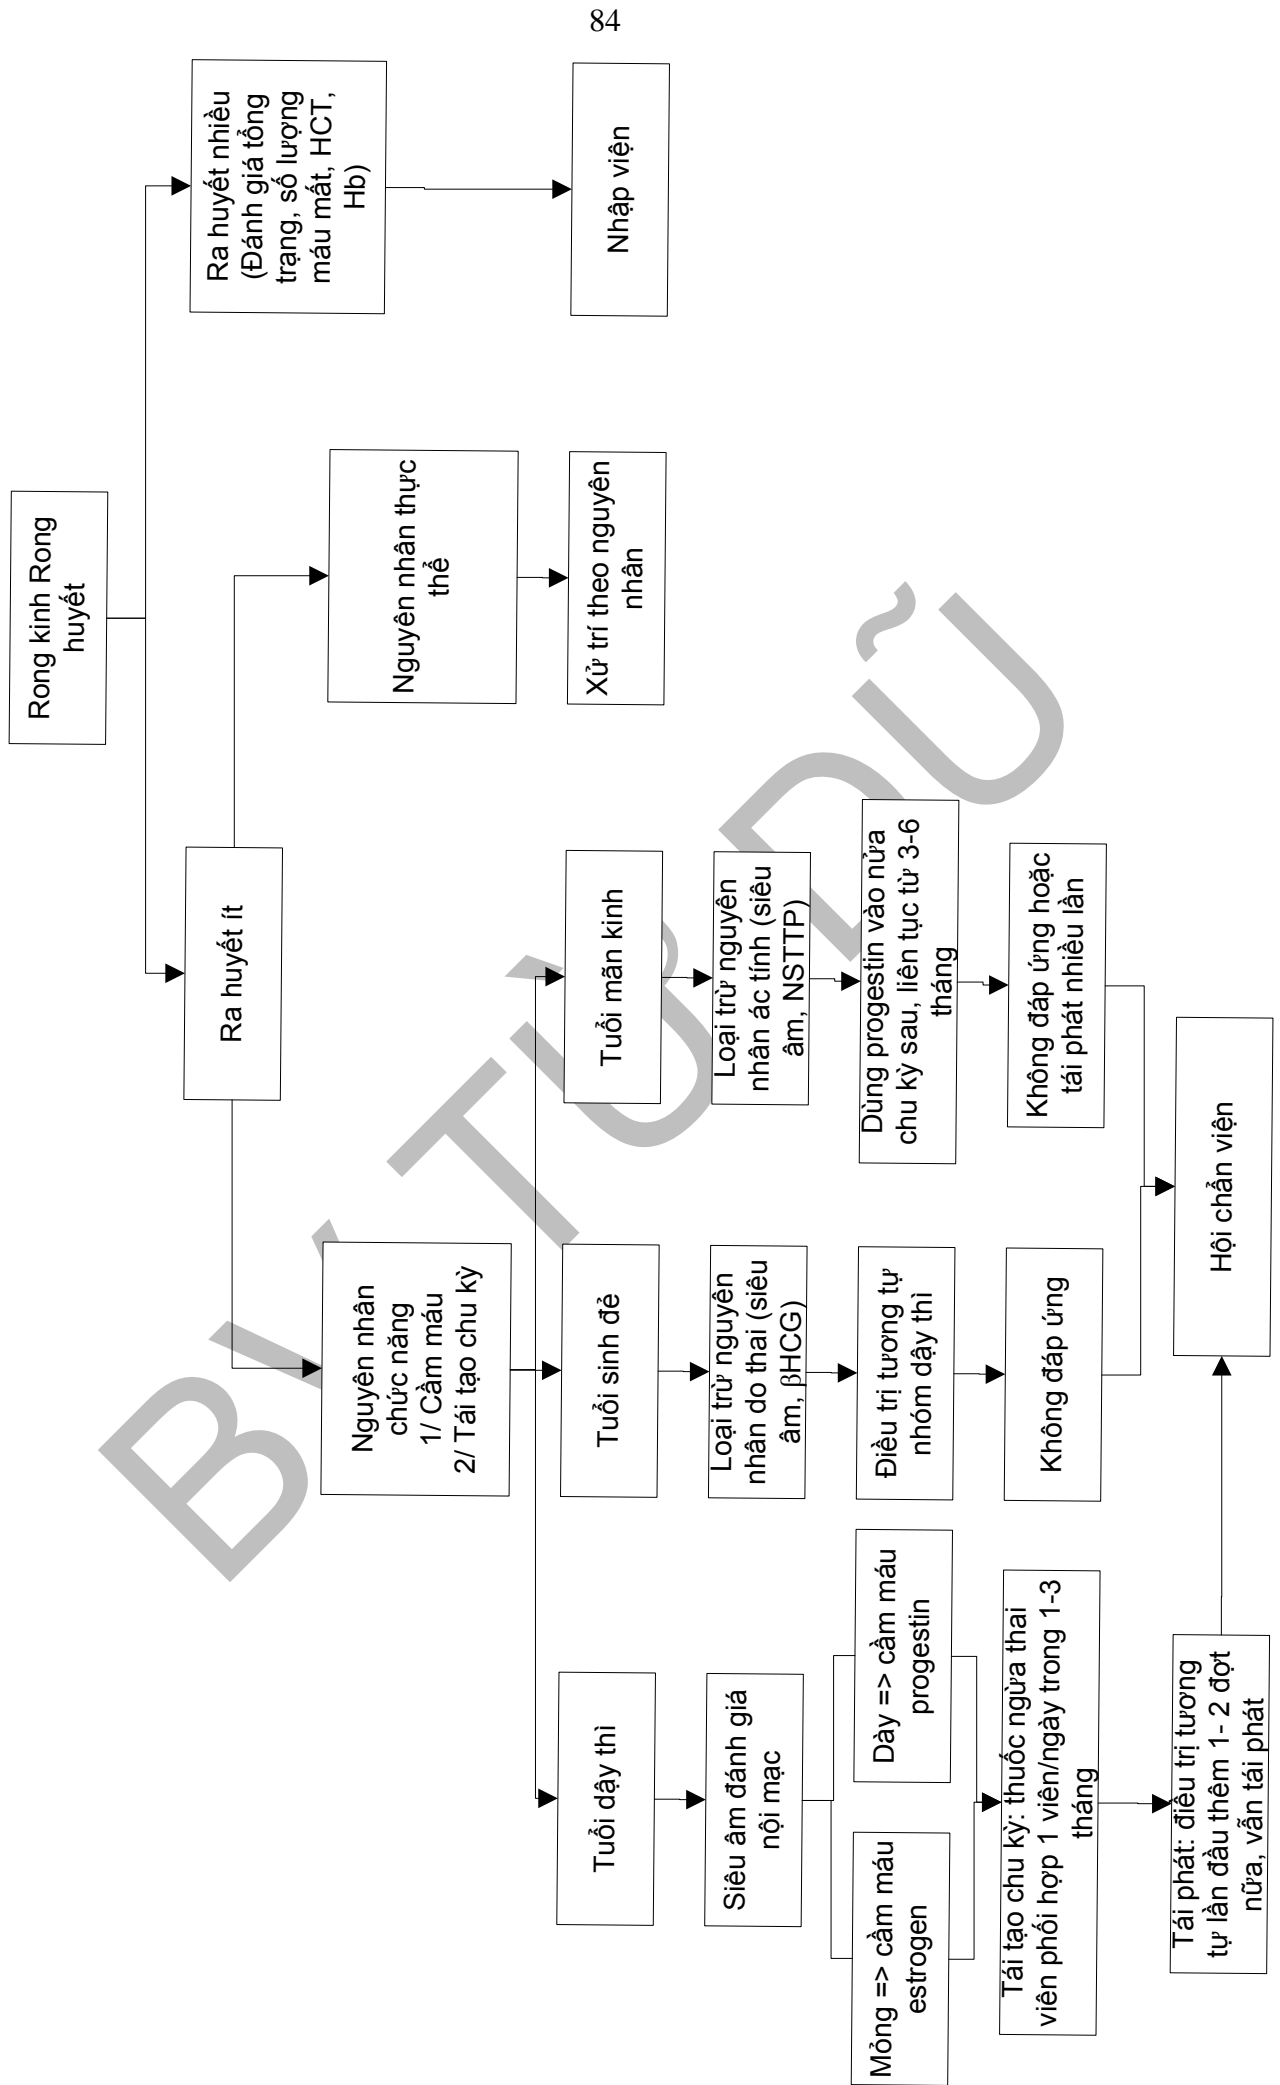 84
Rong kinh Rong
huyết
Ra huyết ít
Ra huyết nhiều
(Đánh giá tổng
trạng, số lượng
máu mất, HCT,
Hb)
Nguyên nhân
chức năng
1/ Cầm máu
2/ Tái tạo chu kỳ
Nguyên nhân thực
thể
Tuổi dậy thì
Tuổi sinh đẻ
Tuổi mãn kinh
Xử trí theo nguyên
nhân
Nhập viện
Siêu âm đánh giá
nội mạc
Loại trừ nguyên
nhân do thai (siêu
âm, βHCG)
Loại trừ nguyên
nhân ác tính (siêu
âm, NSTTP)
Mỏng => cầm máu
estrogen
Dày => cầm máu
progestin
Điều trị tương tự
nhóm dậy thì
Dùng progestin vào nửa
chu kỳ sau, liên tục từ 3-6
tháng
Tái tạo chu kỳ: thuốc ngừa thai
viên phối hợp 1 viên/ngày trong 1-3
tháng
Không đáp ứng
Không đáp ứng hoặc
tái phát nhiều lần
Tái phát: điều trị tương
tự lần đầu thêm 1- 2 đợt
nữa, vẫn tái phát
Hội chẩn viện
BV TỪ DŨ